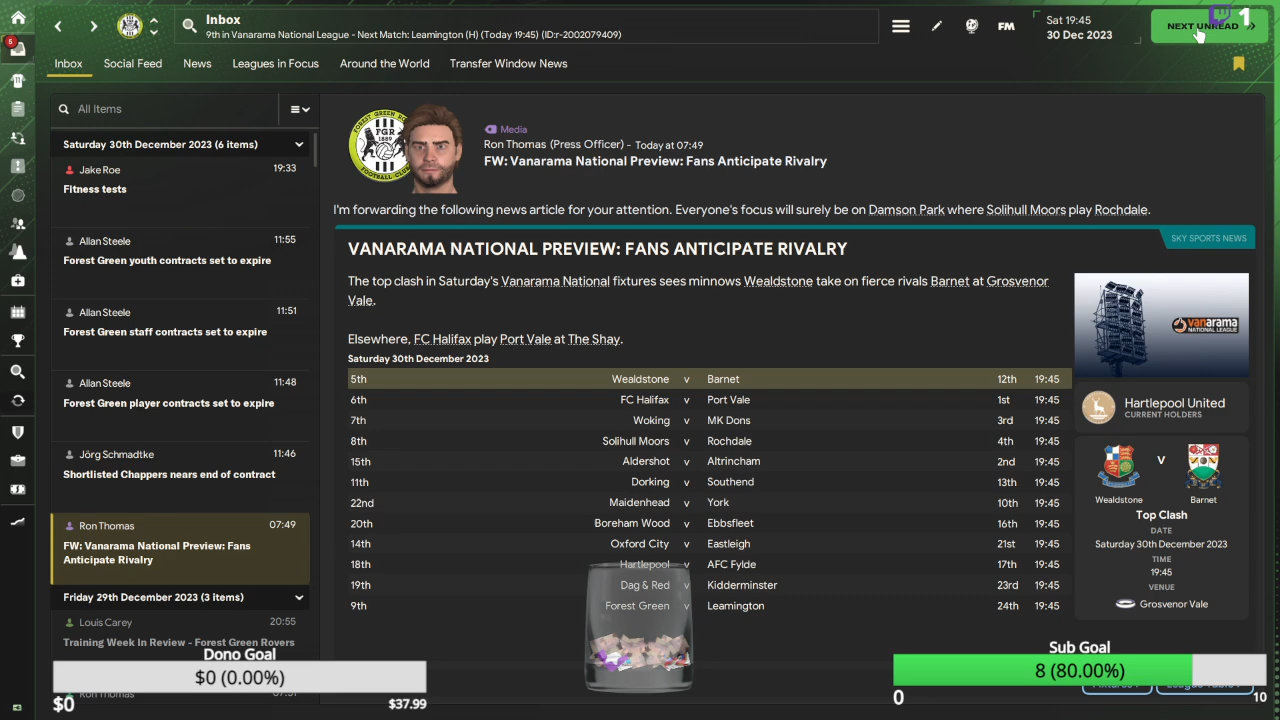 Inbox
9th in Vanarama National League - Next Match: Leamington (H) (Today 19:45) (ID:r-2002079409)
FM
Sat 19:45
30 Dec 2023
NEXT UNREAD
1
5
Inbox
Social Feed
News
Leagues in Focus
Around the World
Transfer Window News
All Items
Saturday 30th December 2023 (6 items)
Jake Roe 19:33
Fitness tests
Allan Steele 11:55
Forest Green youth contracts set to expire
Allan Steele 11:51
Forest Green staff contracts set to expire
Allan Steele 11:48
Forest Green player contracts set to expire
Jörg Schmadtke 11:46
Shortlisted Chappers nears end of contract
Ron Thomas 07:49
FW: Vanarama National Preview: Fans
Anticipate Rivalry
Friday 29th December 2023 (3 items)
Louis Carey 20:55
Training Week In Review - Forest Green Rovers
Ron Thomas
FGR
1889
FOOTBALL CLUB
Media
Ron Thomas (Press Officer) - Today at 07:49
FW: Vanarama National Preview: Fans Anticipate Rivalry
I'm forwarding the following news article for your attention. Everyone's focus will surely be on Damson Park where Solihull Moors play Rochdale.
SKY SPORTS NEWS
VANARAMA NATIONAL PREVIEW: FANS ANTICIPATE RIVALRY
The top clash in Saturday's Vanarama National fixtures sees minnows Wealdstone take on fierce rivals Barnet at Grosvenor
Vale.
Elsewhere, FC Halifax play Port Vale at The Shay.
Saturday 30th December 2023
5th Wealdstone v Barnet 12th 19:45
6th FC Halifax v Port Vale 1st 19:45
7th Woking v MK Dons 3rd 19:45
8th Solihull Moors v Rochdale 4th 19:45
15th Aldershot v Altrincham 2nd 19:45
11th Dorking v Southend 13th 19:45
22nd Maidenhead v York 10th 19:45
20th Boreham Wood v Ebbsfleet 16th 19:45
14th Oxford City v Eastleigh 21st 19:45
18th Hartlepool v AFC Fylde 17th 19:45
19th Dag & Red v Kidderminster 23rd 19:45
9th Forest Green v Leamington 24th 19:45
vanarama
NATIONAL LEAGUE
Hartlepool United
CURRENT HOLDERS
V
Wealdstone
Barnet
Top Clash
DATE
Saturday 30th December 2023
TIME
19:45
VENUE
Grosvenor Vale
Dono Goal
$0 (0.00%)
$0
$37.99
Sub Goal
8 (80.00%)
0
10